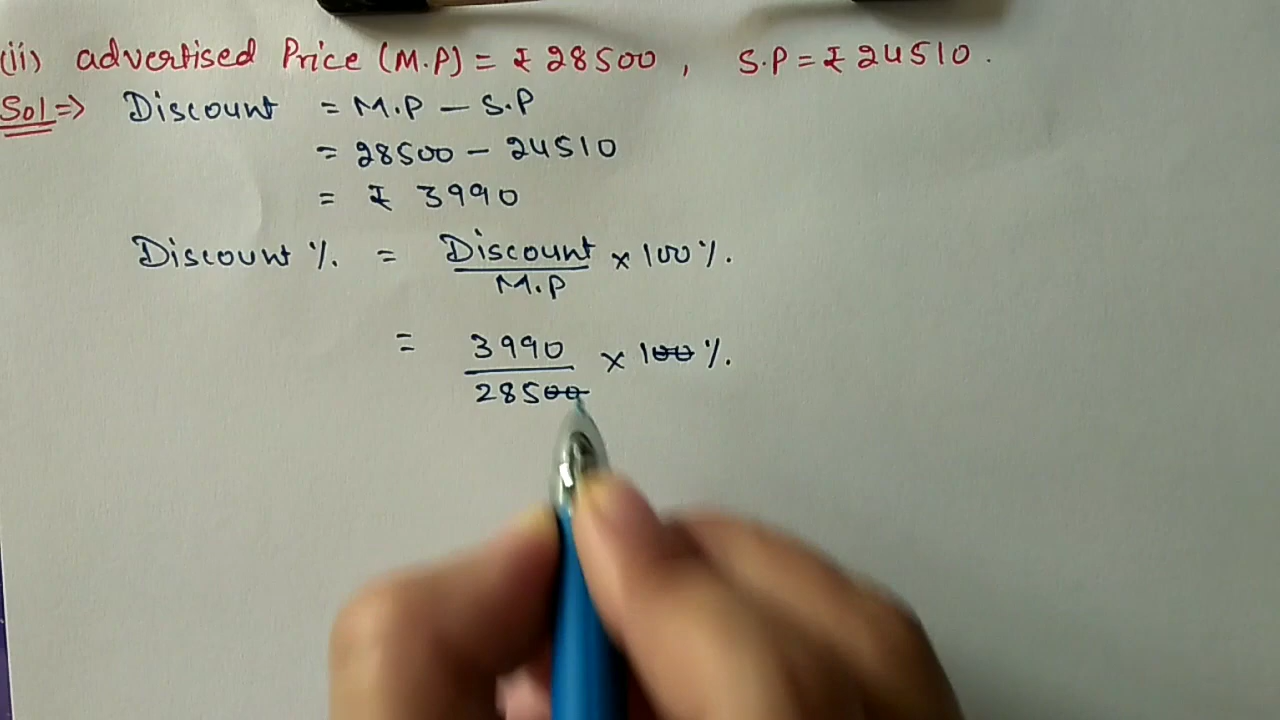 (ii) advertised Price (M.P) = ₹ 28500 , S.P = ₹ 24510 .
Sol => Discount = M.P - S.P
= 28500 - 24510
= ₹ 3990
Discount % = Discount/M.P × 100 %.
= 3990/28500 × 100 %.